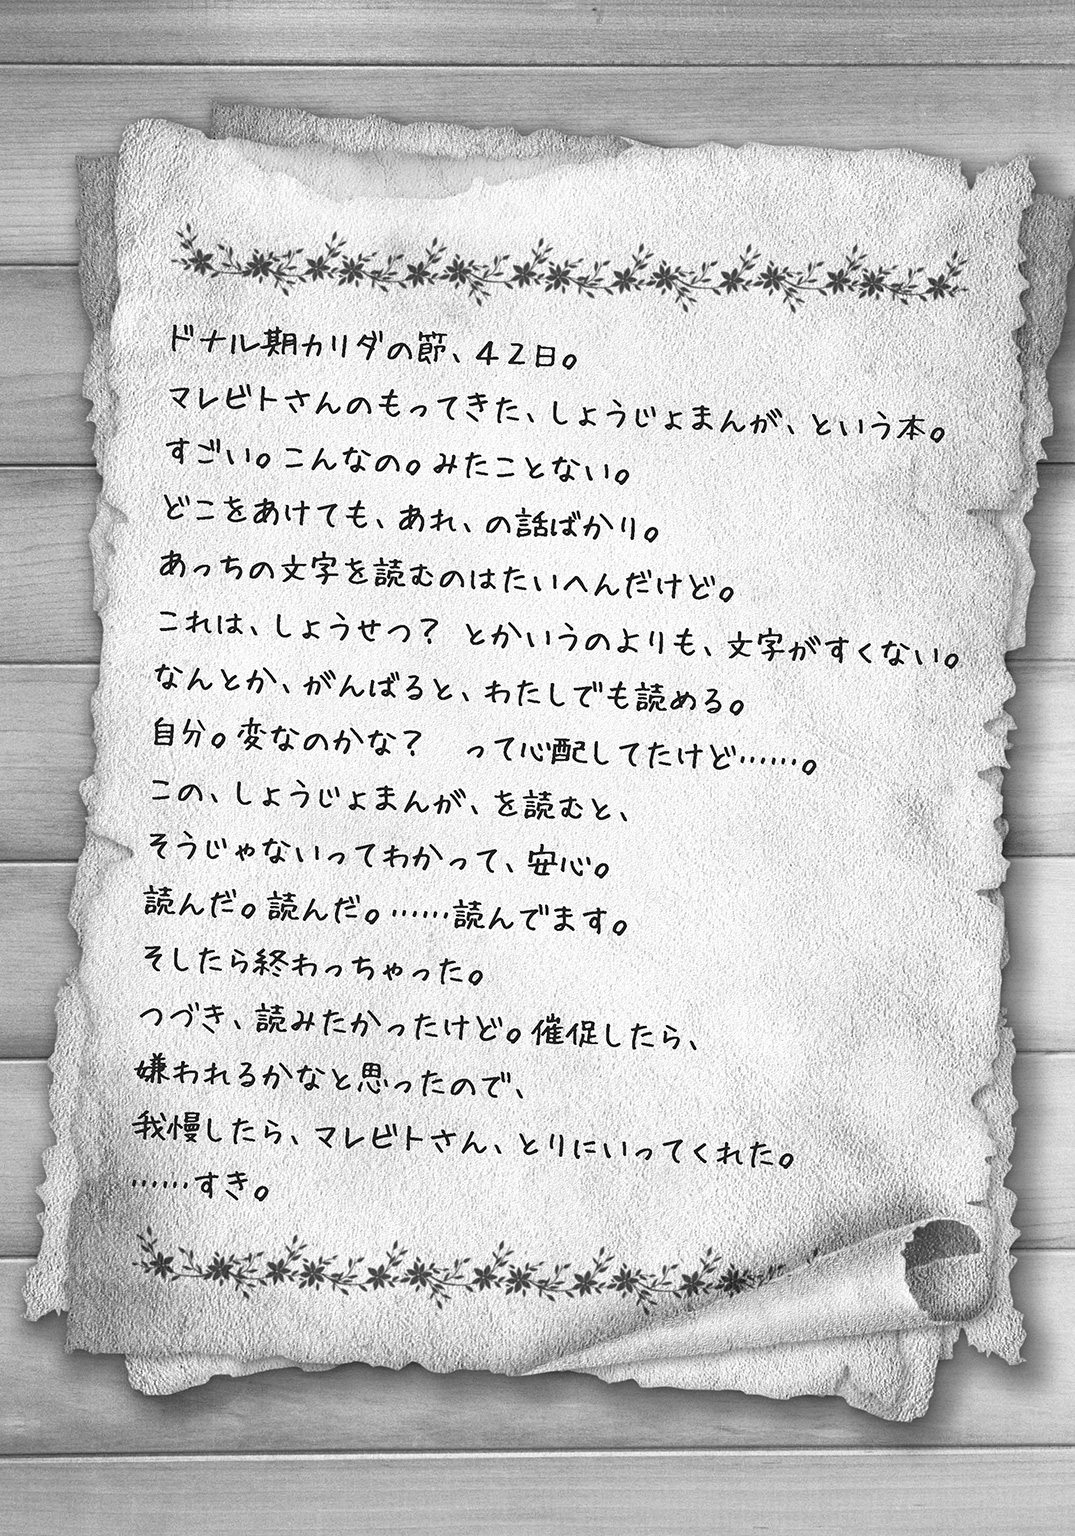 ドナル期カリダの節、42日。
マレビトさんのもってきた、しょうじょまんが、という本。
すごい。こんなの。みたことない。
どこをあけても、あれ、の話ばかり。
あっちの文字を読むのはたいへんだけど。
これは、しょうせつ？　とかいうのよりも、文字がすくない。
なんとか、がんばると、わたしでも読める。
自分。変なのかな？　って心配してたけど……。
この、しょうじょまんが、を読むと、
そうじゃないってわかって、安心。
読んだ。読んだ。……読んでます。
そしたら終わっちゃった。
つづき、読みたかったけど。催促したら、
嫌われるかなと思ったので、
我慢したら、マレビトさん、とりにいってくれた。
……すき。